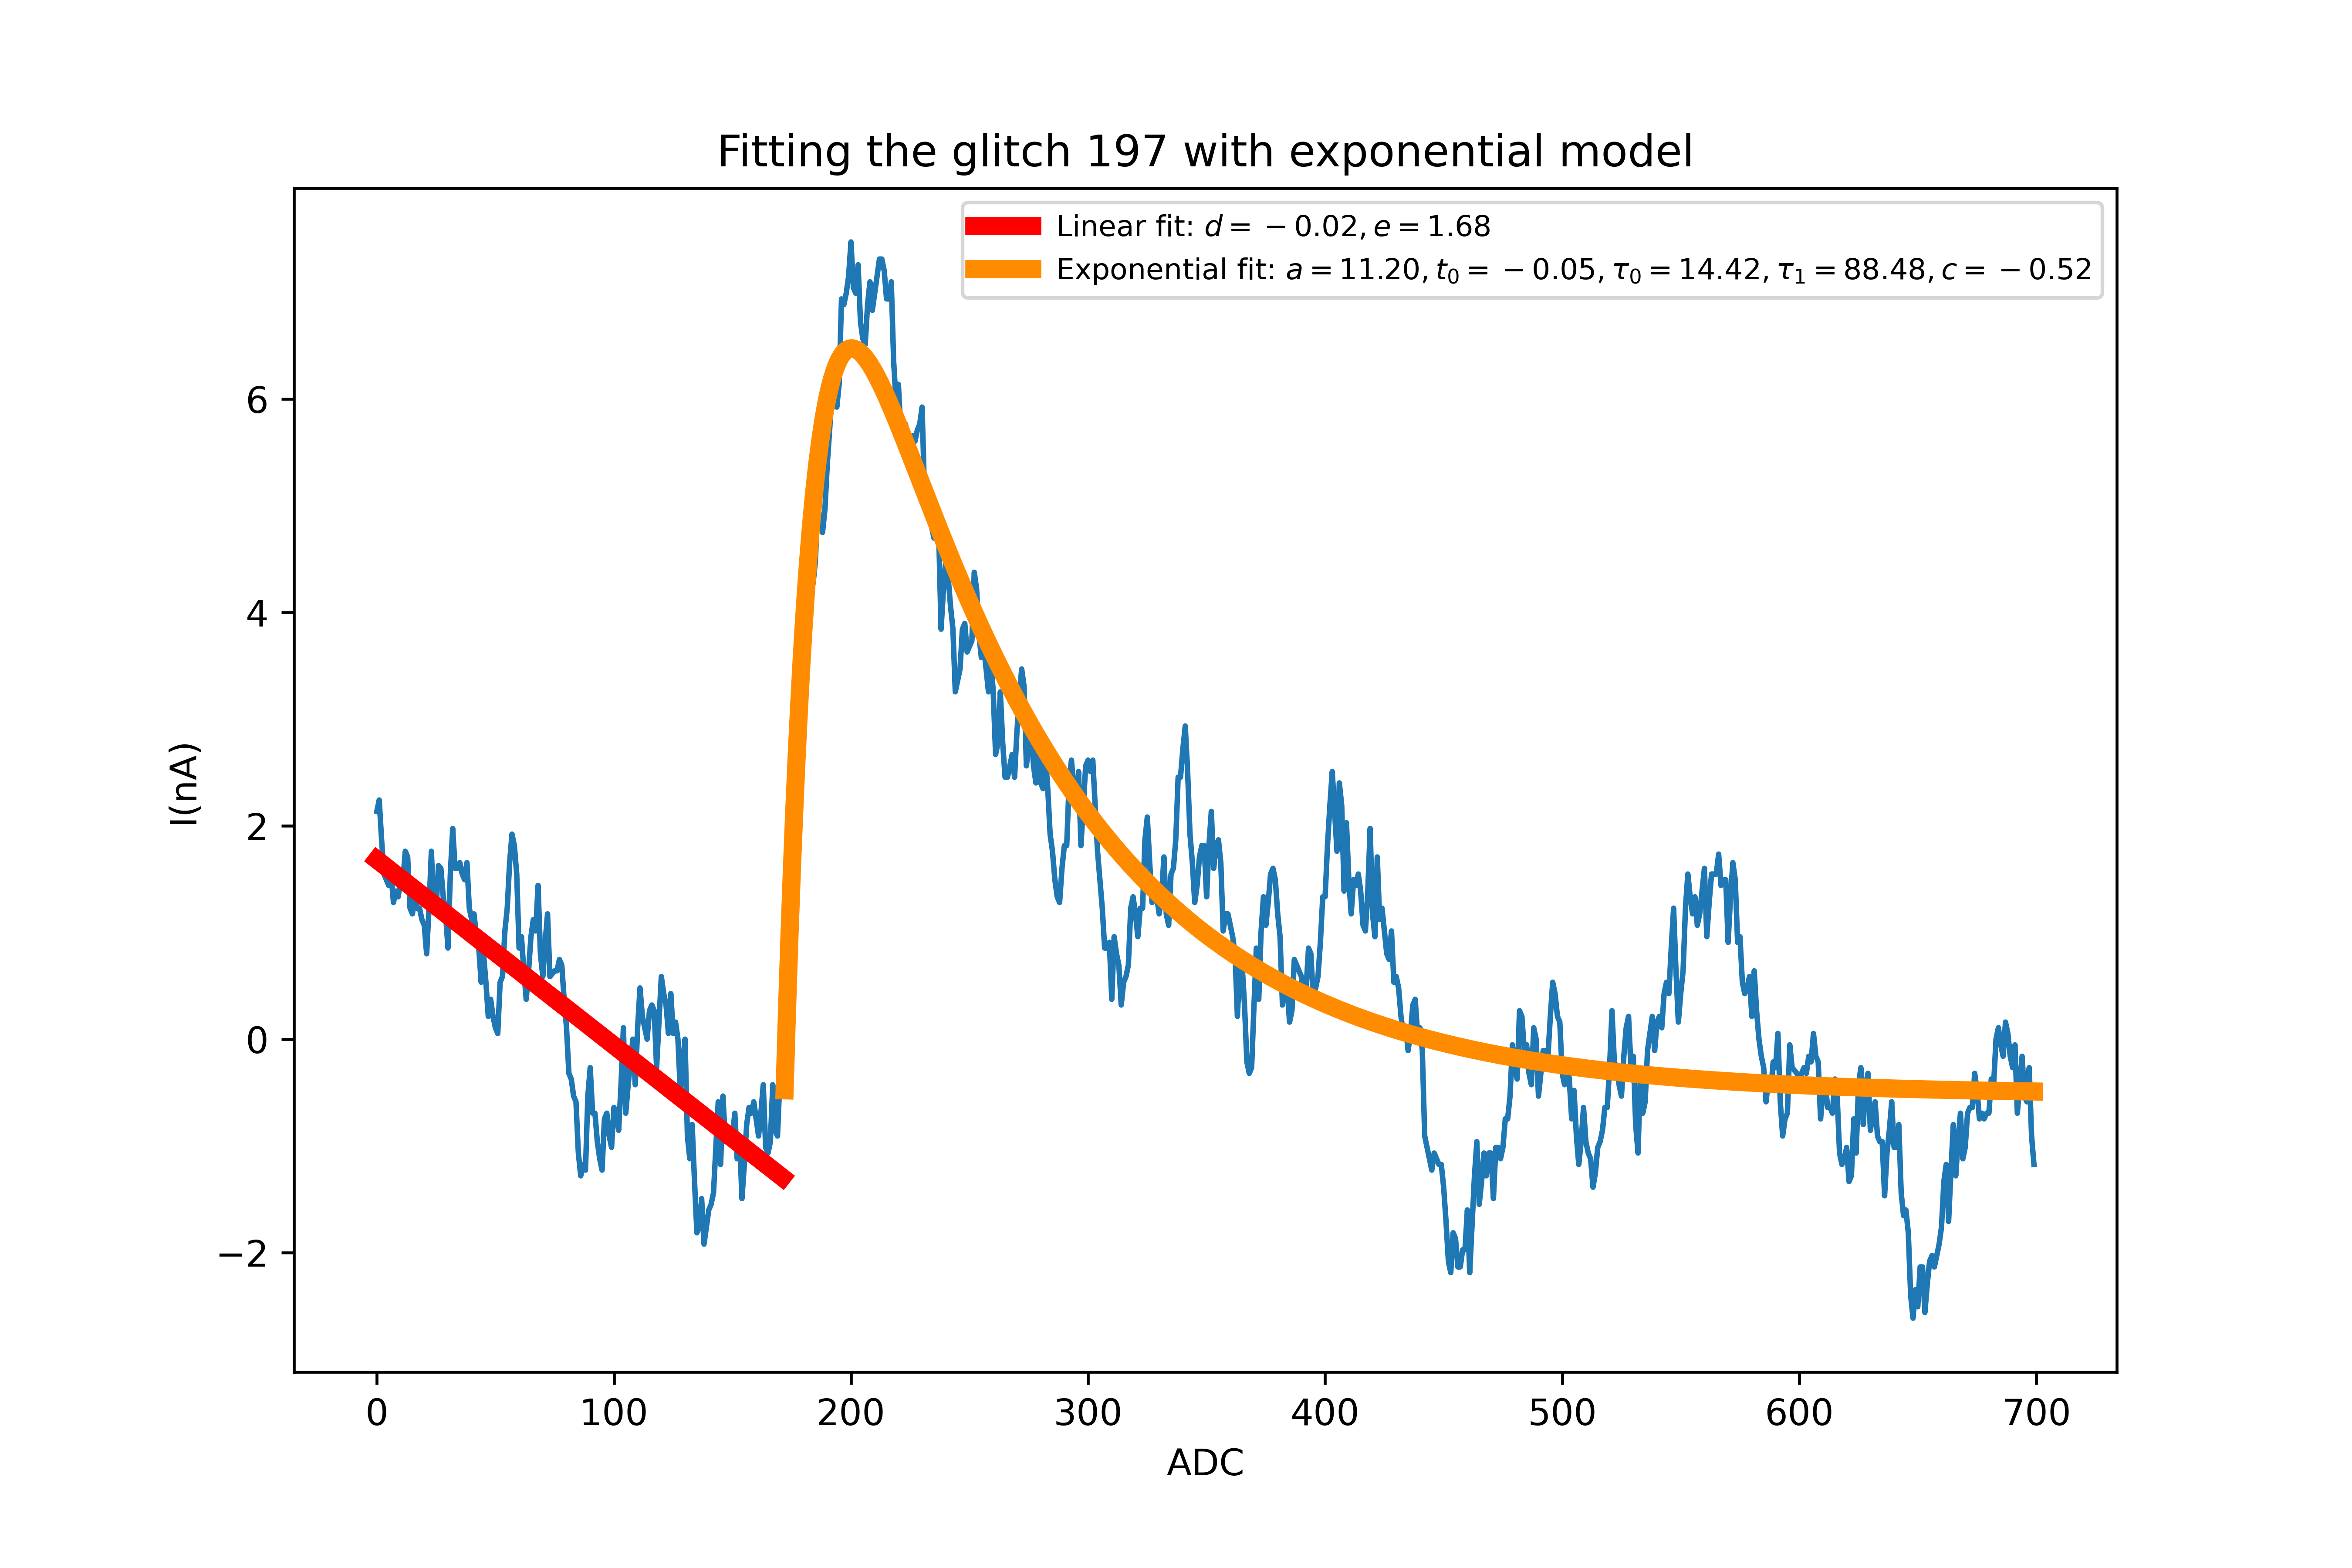 Fitting the glitch 197 with exponential model
Linear fit: d = −0.02, e = 1.68
Exponential fit: a = 11.20, t₀ = −0.05, τ₀ = 14.42, τ₁ = 88.48, c = −0.52
I(nA)
6
4
2
0
−2
0 100 200 300 400 500 600 700
ADC